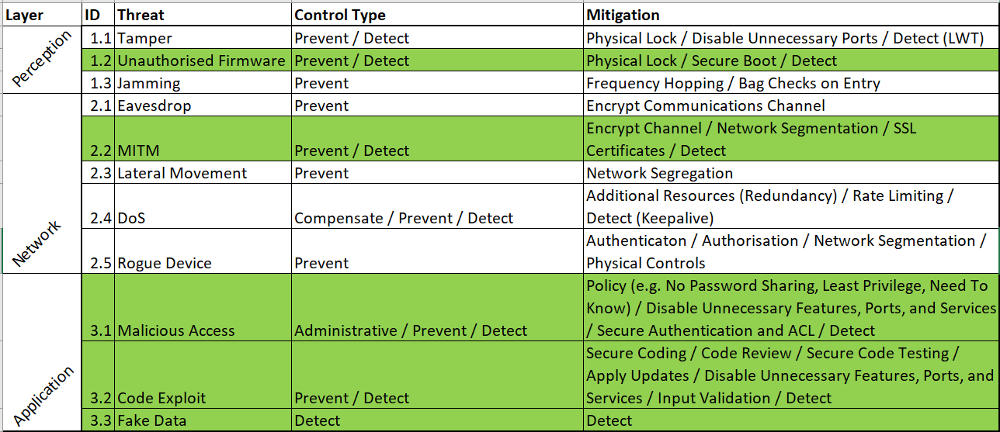 Layer ID Threat Control Type Mitigation
Perception
1.1 Tamper Prevent / Detect Physical Lock / Disable Unnecessary Ports / Detect (LWT)
1.2 Unauthorised Firmware Prevent / Detect Physical Lock / Secure Boot / Detect
1.3 Jamming Prevent Frequency Hopping / Bag Checks on Entry
Network
2.1 Eavesdrop Prevent Encrypt Communications Channel
2.2 MITM Prevent / Detect Encrypt Channel / Network Segmentation / SSL
Certificates / Detect
2.3 Lateral Movement Prevent Network Segregation
2.4 DoS Compensate / Prevent / Detect Additional Resources (Redundancy) / Rate Limiting /
Detect (Keepalive)
2.5 Rogue Device Prevent Authenticaton / Authorisation / Network Segmentation /
Physical Controls
Application
3.1 Malicious Access Administrative / Prevent / Detect Policy (e.g. No Password Sharing, Least Privilege, Need To
Know) / Disable Unnecessary Features, Ports, and Services
/ Secure Authentication and ACL / Detect
3.2 Code Exploit Prevent / Detect Secure Coding / Code Review / Secure Code Testing /
Apply Updates / Disable Unnecessary Features, Ports, and
Services / Input Validation / Detect
3.3 Fake Data Detect Detect